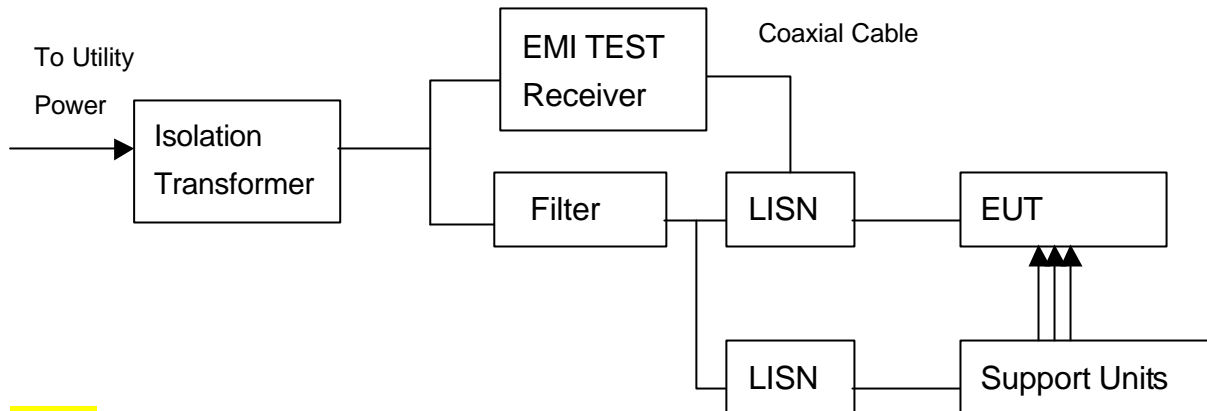 To Utility
Power
Isolation
Transformer
EMI TEST
Receiver
Coaxial Cable
Filter
LISN
EUT
LISN
Support Units